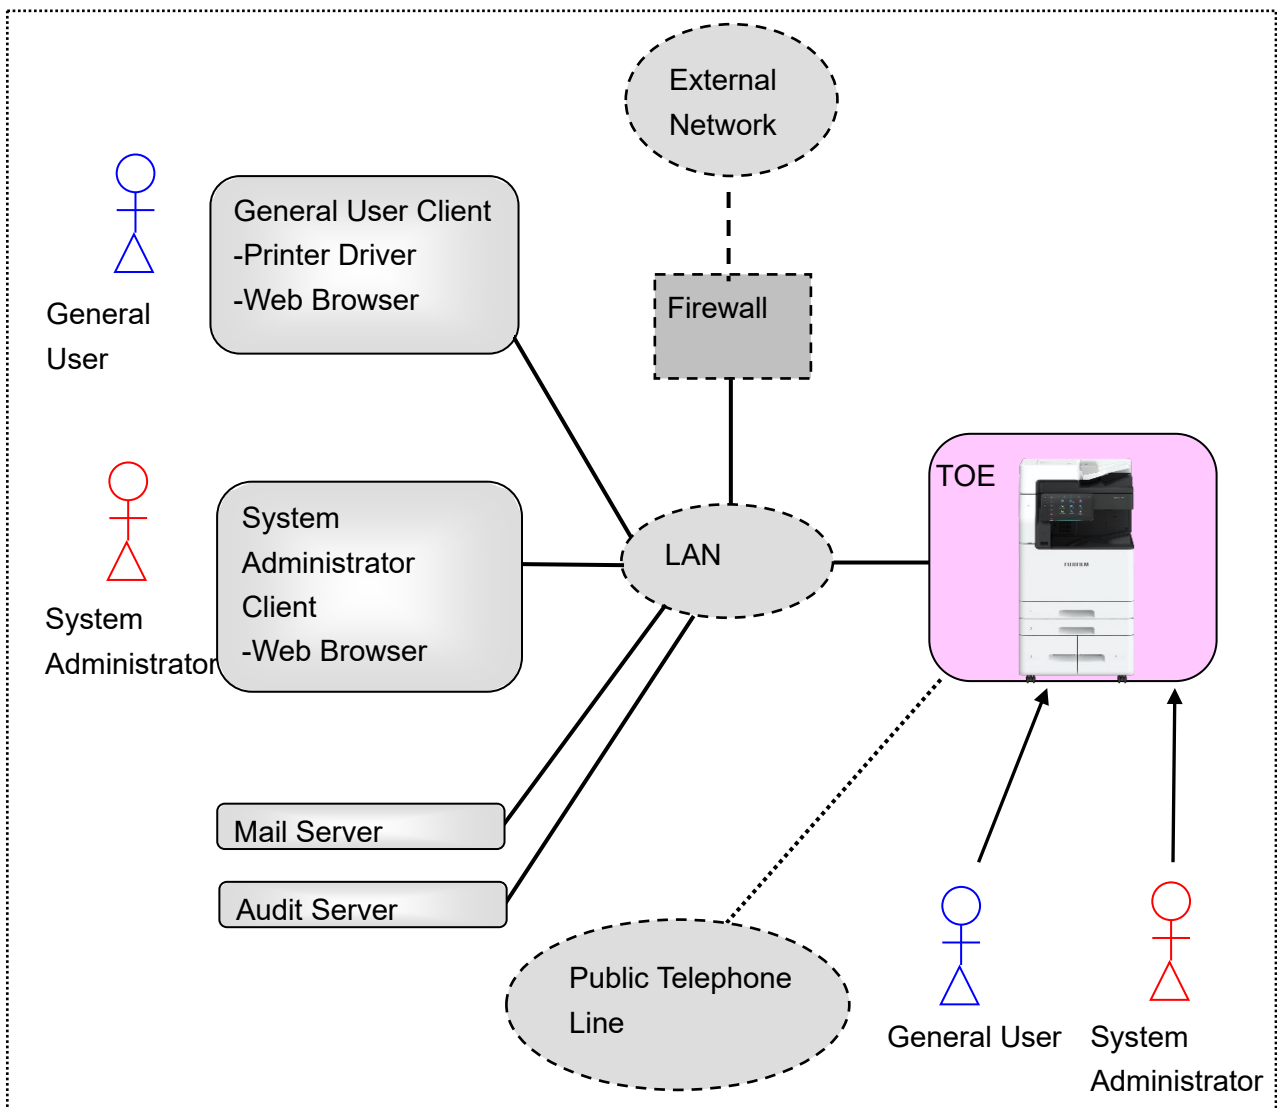 External
Network
General User Client
-Printer Driver
-Web Browser
General
User
Firewall
TOE
FUJIFILM
System
Administrator
Client
-Web Browser
System
Administrator
LAN
Mail Server
Audit Server
Public Telephone
Line
General User
System
Administrator